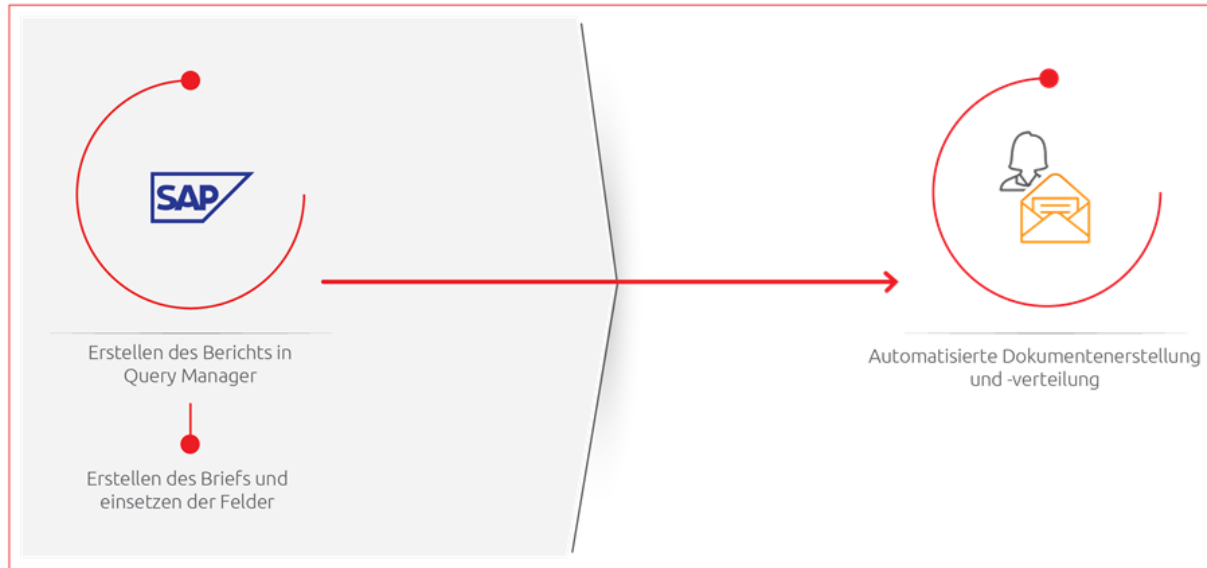 SAP
Erstellen des Berichts in
Query Manager
Erstellen des Briefs und
einsetzen der Felder
Automatisierte Dokumentenerstellung
und -verteilung